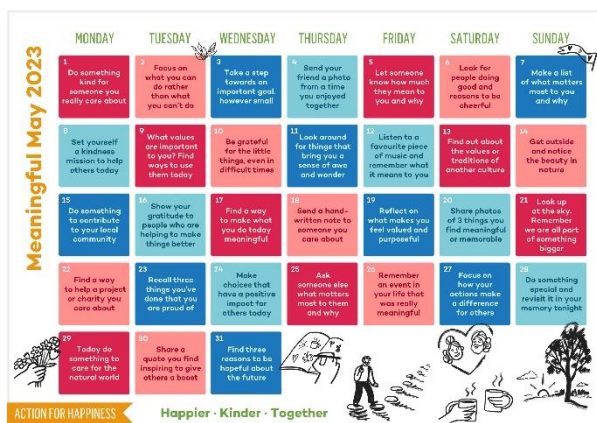 Meaningful May 2023
MONDAY TUESDAY WEDNESDAY THURSDAY FRIDAY SATURDAY SUNDAY
1
Do something
kind for
someone you
really care about
2
Focus on
what you can
do rather
than what
you can't do
3
Take a step
towards an
important goal,
however small
4
Send your
friend a photo
from a time
you enjoyed
together
5
Let someone
know how much
they mean to
you and why
6
Look for
people doing
good and
reasons to be
cheerful
7
Make a list
of what matters
most to you
and why
8
Set yourself
a kindness
mission to help
others today
9
What values
are important
to you? Find
ways to use
them today
10
Be grateful
for the little
things, even in
difficult times
11
Look around
for things that
bring you a
sense of awe
and wonder
12
Listen to a
favourite piece
of music and
remember what
it means to you
13
Find out about
the values or
traditions of
another culture
14
Get outside
and notice
the beauty in
nature
15
Do something
to contribute
to your local
community
16
Show your
gratitude to
people who
are helping to make
things better
17
Find a way
to make what
you do today
meaningful
18
Send a hand-
written note to
someone you
care about
19
Reflect on
what makes you
feel valued and
purposeful
20
Share photos
of 3 things you
find meaningful
or memorable
21
Look up
at the sky.
Remember
we are all part
of something
bigger
22
Find a way
to help a project
or charity you
care about
23
Recall three
things you've
done that you
are proud of
24
Make
choices that
have a positive
impact for
others today
25
Ask
someone else
what matters
most to them
and why
26
Remember
an event in
your life that
was really
meaningful
27
Focus on
how your
actions make
a difference
for others
28
Do something
special and
revisit it in your
memory tonight
29
Today do
something to
care for the
natural world
30
Share a
quote you find
inspiring to give
others a boost
31
Find three
reasons to be
hopeful about
the future
ACTION FOR HAPPINESS
Happier · Kinder · Together